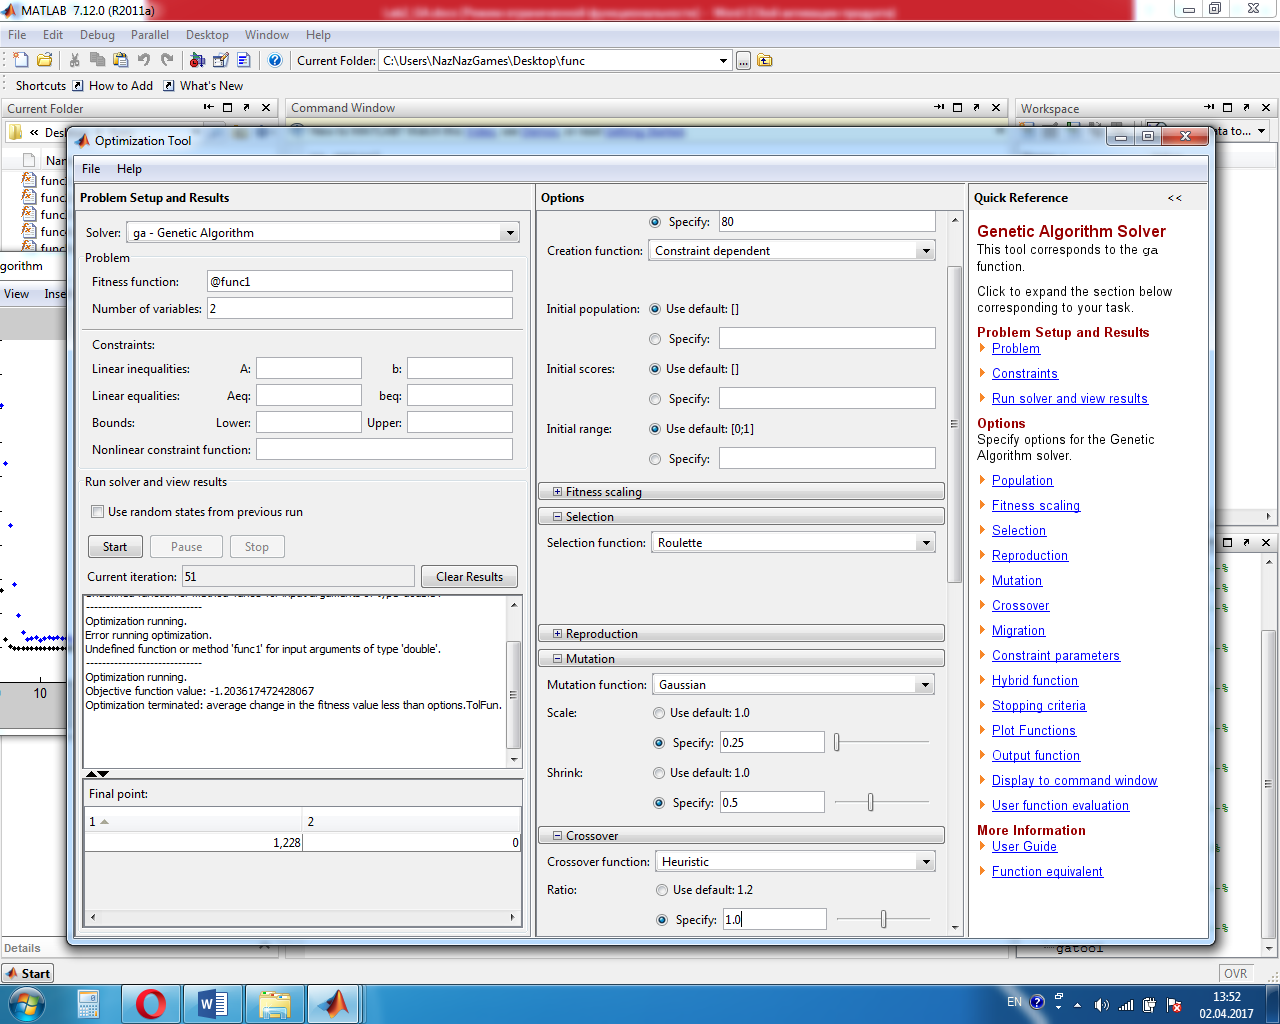 MATLAB 7.12.0 (R2011a)
File Edit Debug Parallel Desktop Window Help
Current Folder: C:\Users\NazNazGames\Desktop\func
Shortcuts How to Add What's New
Current Folder
Command Window
Workspace
« Desk
Optimization Tool
File Help
Problem Setup and Results
Solver: ga - Genetic Algorithm
Problem
Fitness function: @func1
Number of variables: 2
Constraints:
Linear inequalities: A: b:
Linear equalities: Aeq: beq:
Bounds: Lower: Upper:
Nonlinear constraint function:
Run solver and view results
Use random states from previous run
Start Pause Stop
Current iteration: 51 Clear Results
------------------------------
Optimization running.
Error running optimization.
Undefined function or method 'func1' for input arguments of type 'double'.
------------------------------
Optimization running.
Objective function value: -1.203617472428067
Optimization terminated: average change in the fitness value less than options.TolFun.
Final point:
1 2
1,228 0
Options
Specify: 80
Creation function: Constraint dependent
Initial population: Use default: []
Specify:
Initial scores: Use default: []
Specify:
Initial range: Use default: [0;1]
Specify:
Fitness scaling
Selection
Selection function: Roulette
Reproduction
Mutation
Mutation function: Gaussian
Scale: Use default: 1.0
Specify: 0.25
Shrink: Use default: 1.0
Specify: 0.5
Crossover
Crossover function: Heuristic
Ratio: Use default: 1.2
Specify: 1.0
Quick Reference <<
Genetic Algorithm Solver
This tool corresponds to the ga
function.
Click to expand the section below
corresponding to your task.
Problem Setup and Results
Problem
Constraints
Run solver and view results
Options
Specify options for the Genetic
Algorithm solver.
Population
Fitness scaling
Selection
Reproduction
Mutation
Crossover
Migration
Constraint parameters
Hybrid function
Stopping criteria
Plot Functions
Output function
Display to command window
User function evaluation
More Information
User Guide
Function equivalent
View Inse
10
Details
gatool
Start
OVR
EN
13:52
02.04.2017